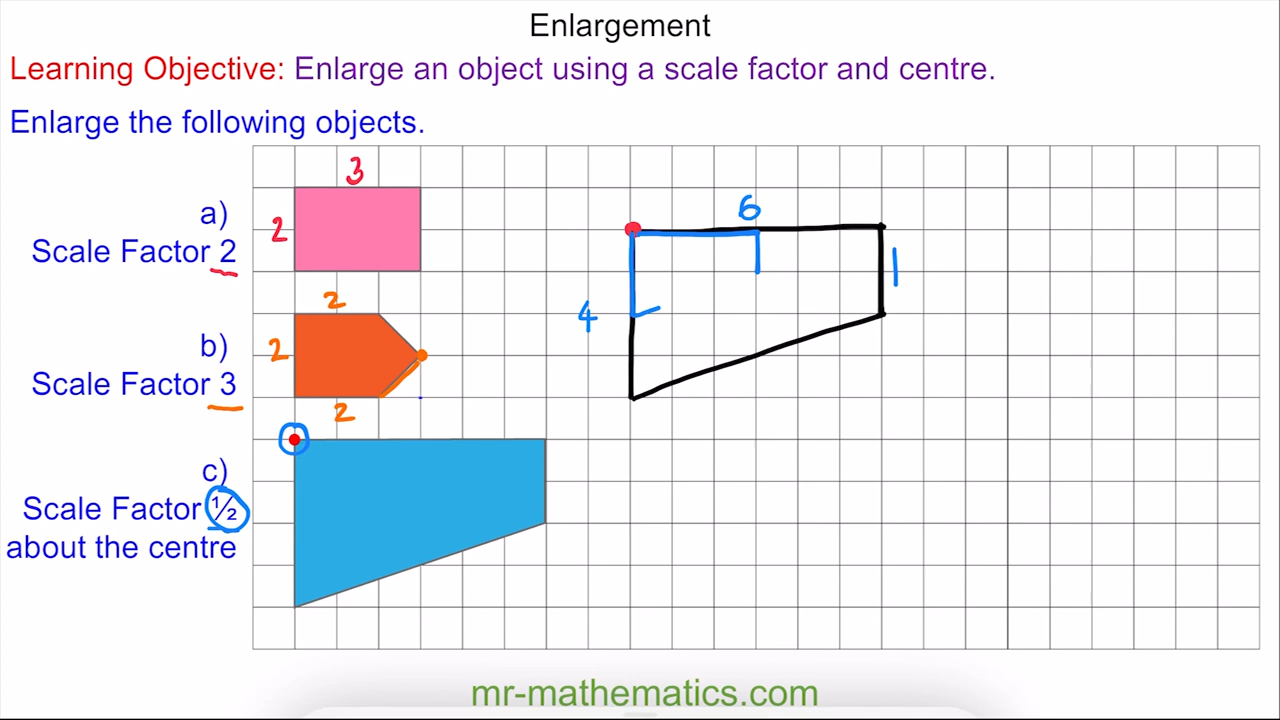 Enlargement
Learning Objective: Enlarge an object using a scale factor and centre.
Enlarge the following objects.
3
a)
2
Scale Factor 2
2
b)
2
Scale Factor 3
2
c)
Scale Factor ½
about the centre
6
4
1
mr-mathematics.com